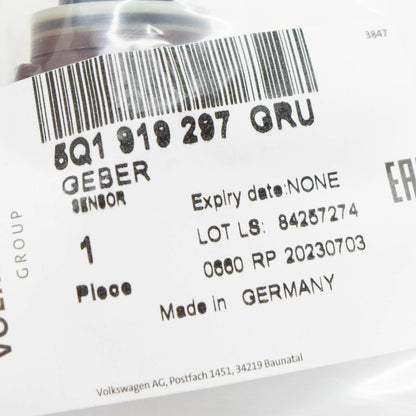 3847
5Q1 919 297 GRU
GEBER
SENSOR
1
Piece
Expiry date:NONE
LOT LS: 84257274
0660 RP 20230703
Made in GERMANY
GROUP
Volkswagen AG, Postfach 1451, 34219 Baunatal